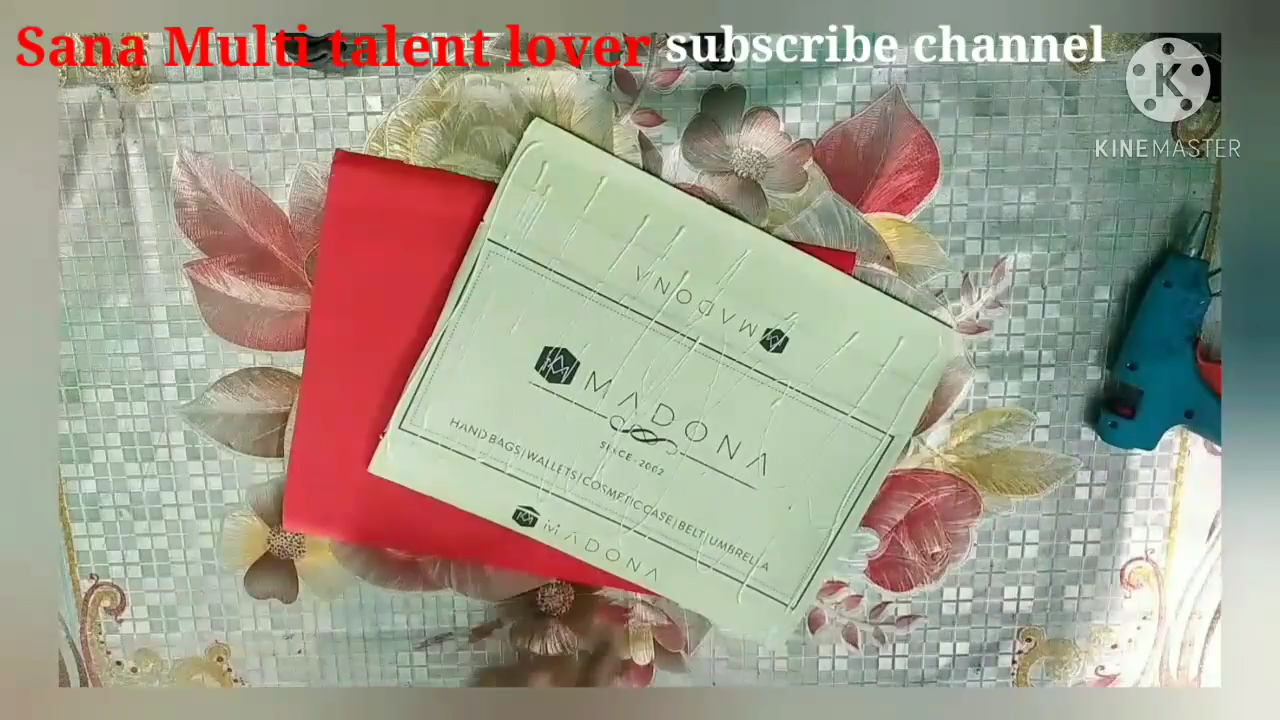 Sana Multi talent lover subscribe channel
K
KINEMASTER
MADONA
MADONA
SINCE-2002
HAND BAGS|WALLETS|COSMETIC CASE|BELT|UMBRELLA
MADONA